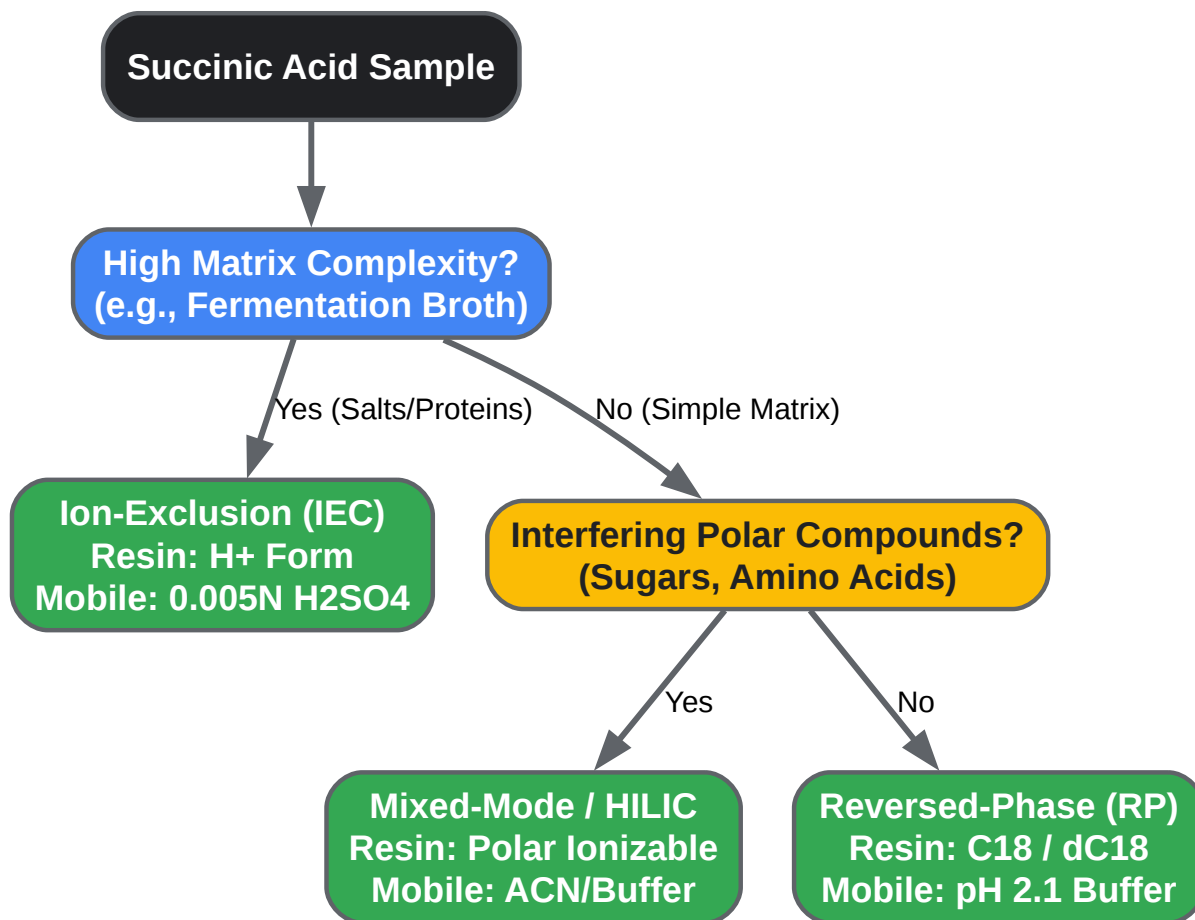 Succinic Acid Sample
High Matrix Complexity?
(e.g., Fermentation Broth)
Yes (Salts/Proteins)
No (Simple Matrix)
Ion-Exclusion (IEC)
Resin: H+ Form
Mobile: 0.005N H2SO4
Interfering Polar Compounds?
(Sugars, Amino Acids)
Yes
No
Mixed-Mode / HILIC
Resin: Polar Ionizable
Mobile: ACN/Buffer
Reversed-Phase (RP)
Resin: C18 / dC18
Mobile: pH 2.1 Buffer